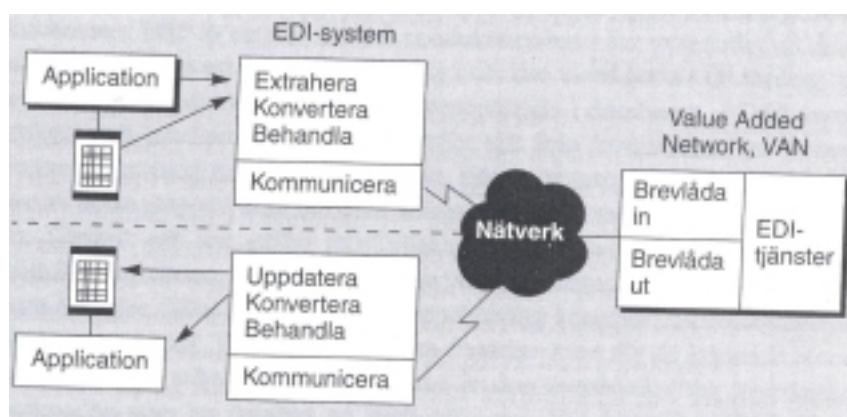 EDI-system
Application
Extrahera
Konvertera
Behandla
Kommunicera
Nätverk
Value Added
Network, VAN
Brevlåda
in
Brevlåda
ut
EDI-
tjänster
Uppdatera
Konvertera
Behandla
Kommunicera
Application